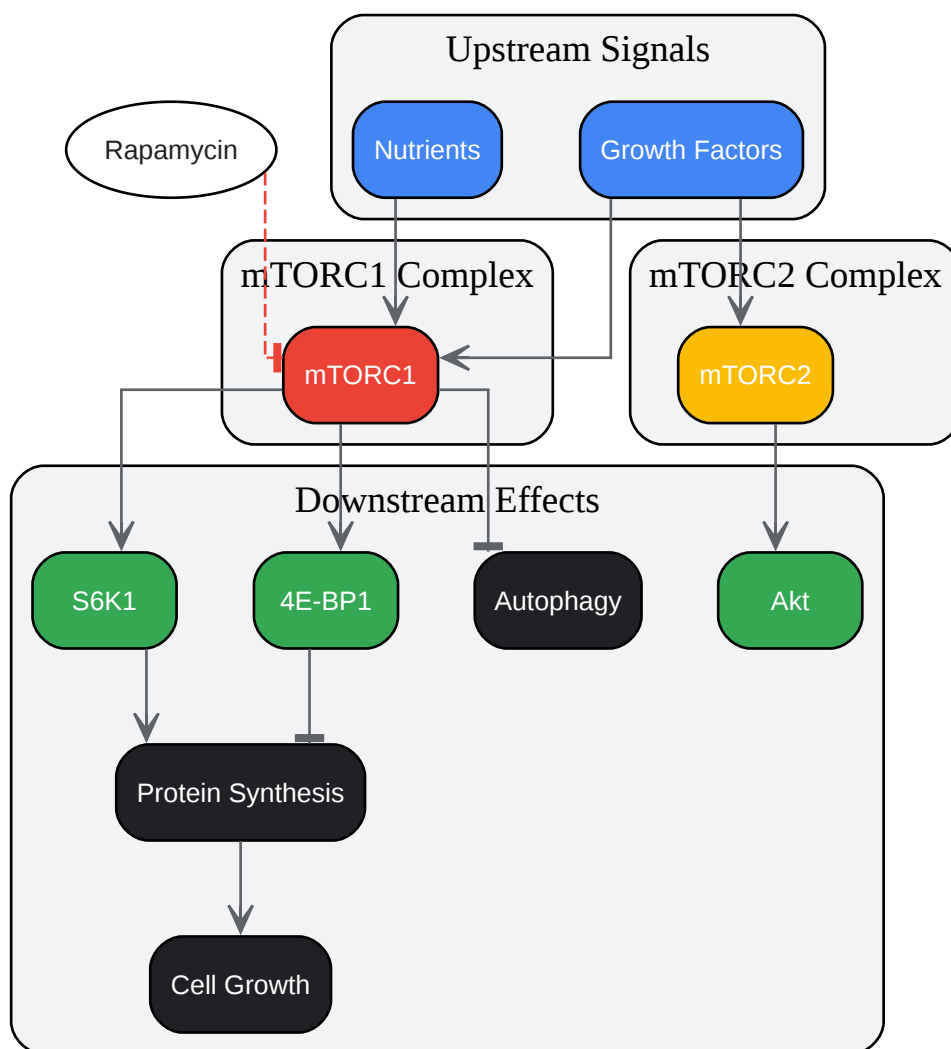 Upstream Signals
Rapamycin
Nutrients
Growth Factors
mTORC1 Complex
mTORC2 Complex
mTORC1
mTORC2
Downstream Effects
S6K1
4E-BP1
Autophagy
Akt
Protein Synthesis
Cell Growth